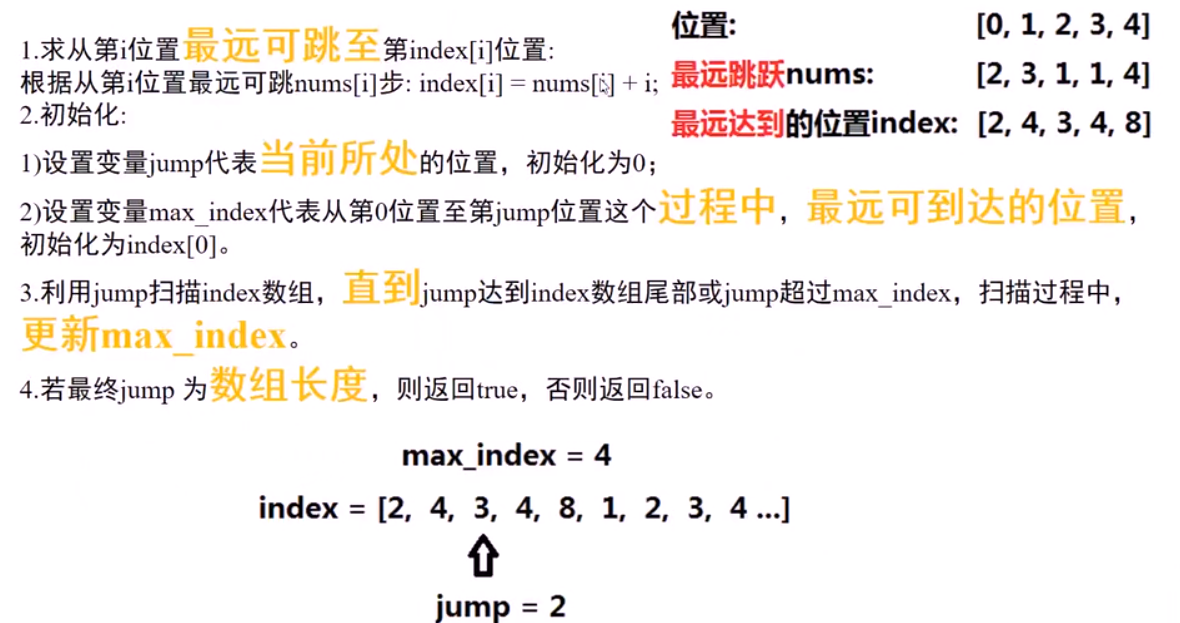 1.求从第i位置最远可跳至第index[i]位置:
根据从第i位置最远可跳nums[i]步: index[i] = nums[i] + i;
位置: [0, 1, 2, 3, 4]
最远跳跃nums: [2, 3, 1, 1, 4]
最远达到的位置index: [2, 4, 3, 4, 8]
2.初始化:
1)设置变量jump代表当前所处的位置，初始化为0；
2)设置变量max_index代表从第0位置至第jump位置这个过程中，最远可到达的位置，
初始化为index[0]。
3.利用jump扫描index数组，直到jump达到index数组尾部或jump超过max_index，扫描过程中，
更新max_index。
4.若最终jump 为数组长度，则返回true，否则返回false。
max_index = 4
index = [2, 4, 3, 4, 8, 1, 2, 3, 4 ...]
jump = 2